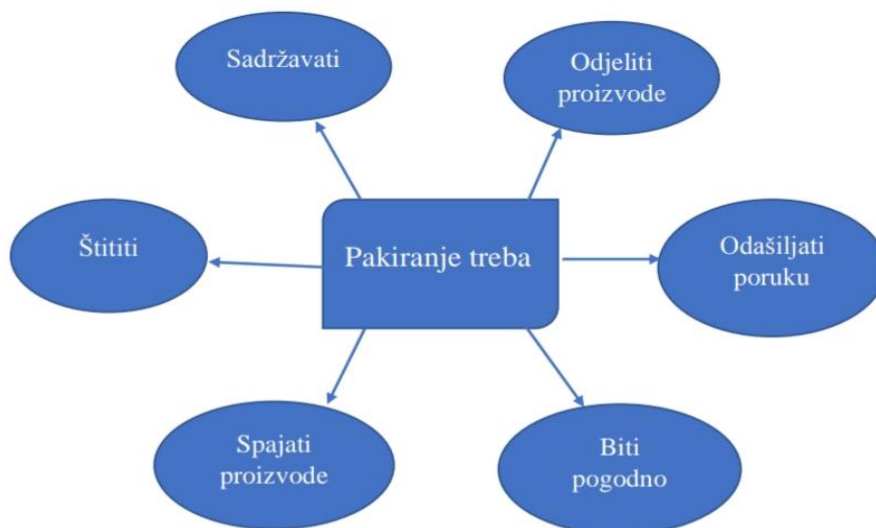 Sadržavati
Odjeliti
proizvode
Štititi
Pakiranje treba
Odašiljati
poruku
Spajati
proizvode
Biti
pogodno